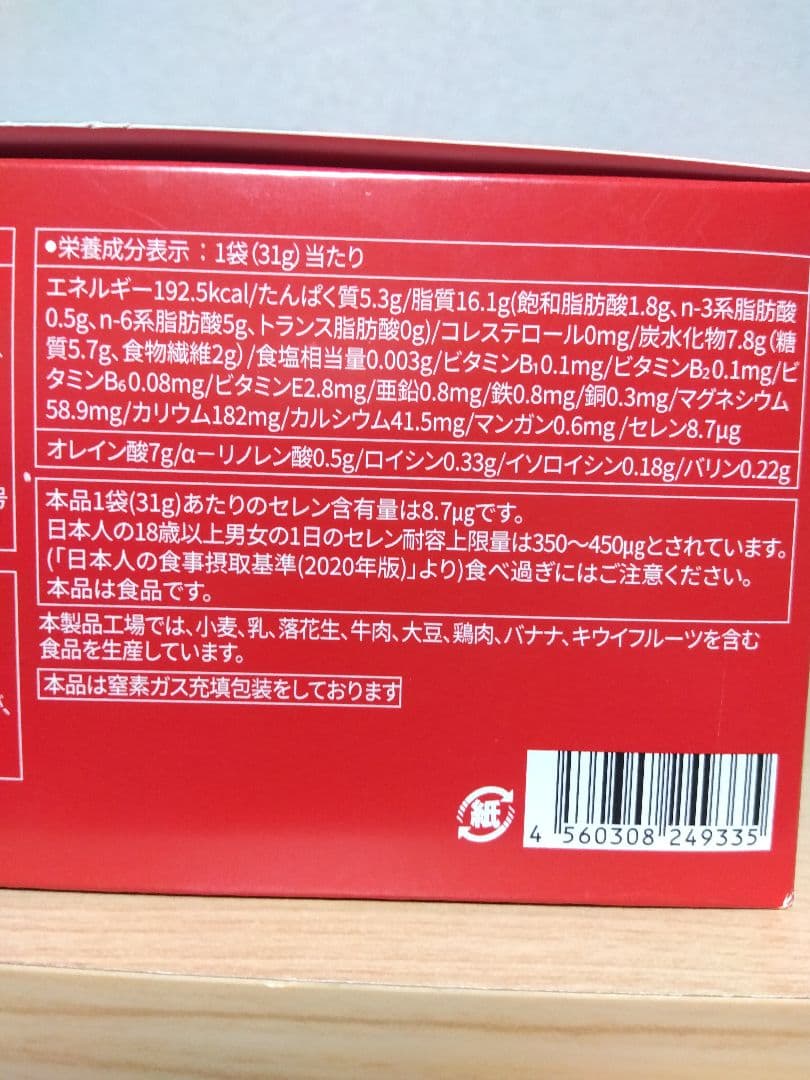 ●栄養成分表示：1袋(31g)当たり
エネルギー192.5kcal/たんぱく質5.3g/脂質16.1g(飽和脂肪酸1.8g、n-3系脂肪酸
0.5g、n-6系脂肪酸5g、トランス脂肪酸0g)/コレステロール0mg/炭水化物7.8g(糖
質5.7g、食物繊維2g)/食塩相当量0.003g/ビタミンB₁0.1mg/ビタミンB₂0.1mg/ビ
タミンB₆0.08mg/ビタミンE2.8mg/亜鉛0.8mg/鉄0.8mg/銅0.3mg/マグネシウム
58.9mg/カリウム182mg/カルシウム41.5mg/マンガン0.6mg/セレン8.7μg
オレイン酸7g/α－リノレン酸0.5g/ロイシン0.33g/イソロイシン0.18g/バリン0.22g
本品1袋(31g)あたりのセレン含有量は8.7μgです。
日本人の18歳以上男女の1日のセレン耐容上限量は350～450μgとされています。
(「日本人の食事摂取基準(2020年版)」より)食べ過ぎにはご注意ください。
本品は食品です。
本製品工場では、小麦、乳、落花生、牛肉、大豆、鶏肉、バナナ、キウイフルーツを含む
食品を生産しています。
本品は窒素ガス充填包装をしております
紙
4 560308 249335